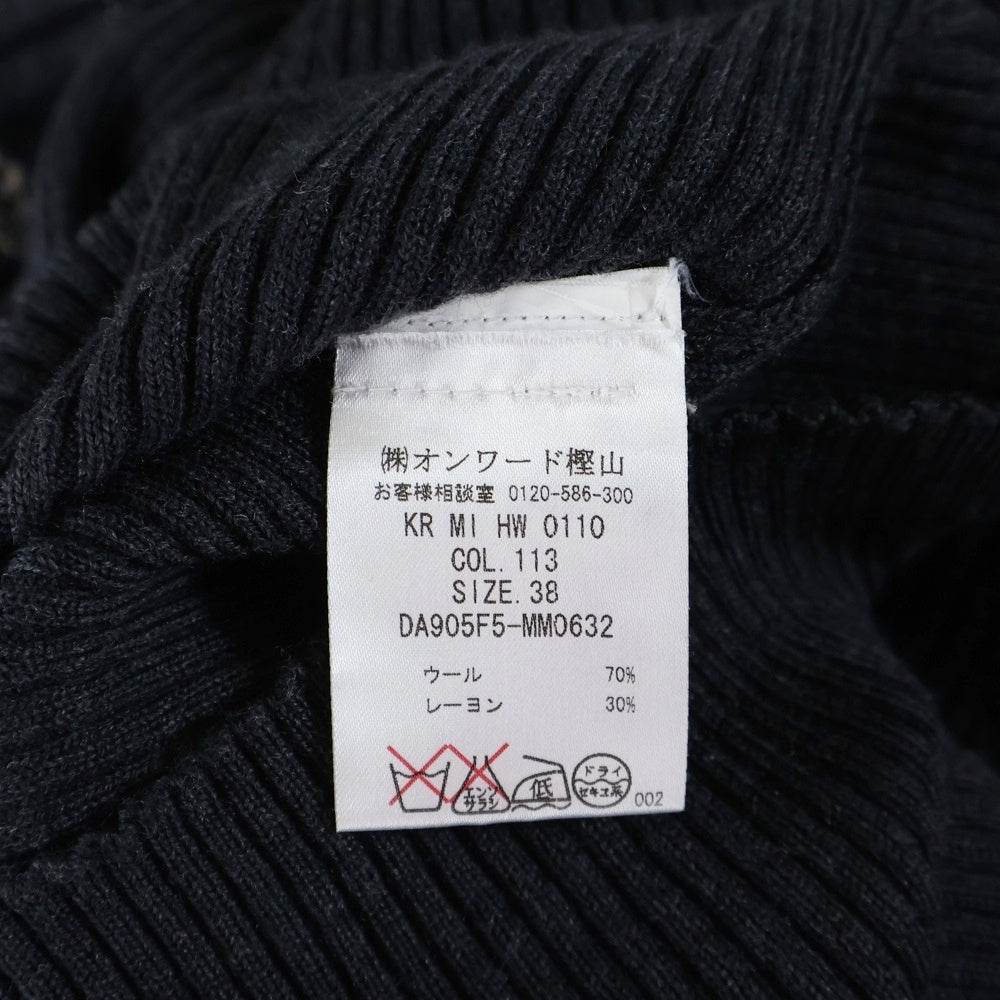 ㈱オンワード樫山
お客様相談室 0120-586-300
KR MI HW 0110
COL.113
SIZE.38
DA905F5-MM0632
ウール 70%
レーヨン 30%
エンソ サラシ 低 ドライ セキユ系 002